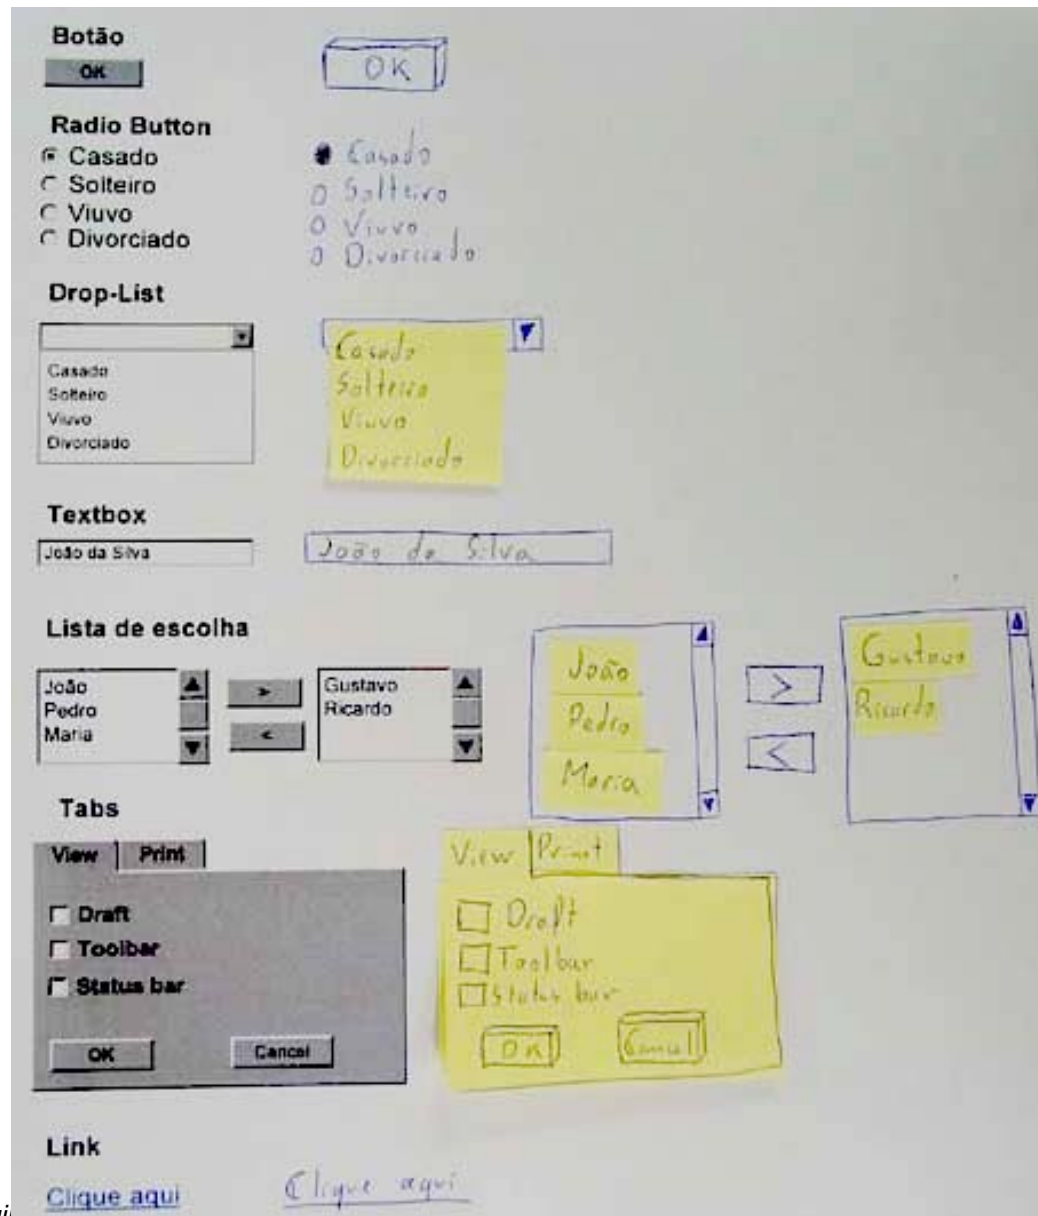 Botão
OK OK
Radio Button
Casado Casado
Solteiro Solteiro
Viuvo Viuvo
Divorciado Divorciado
Drop-List
Casado Casado
Solteiro Solteiro
Viuvo Viuvo
Divorciado Divorciado
Textbox
João da Silva João da Silva
Lista de escolha
João > Gustavo João > Gustavo
Pedro < Ricardo Pedro < Ricardo
Maria Maria
Tabs
View Print View Print
Draft Draft
Toolbar Toolbar
Status bar Status bar
OK Cancel OK Cancel
Link
Clique aqui Clique aqui